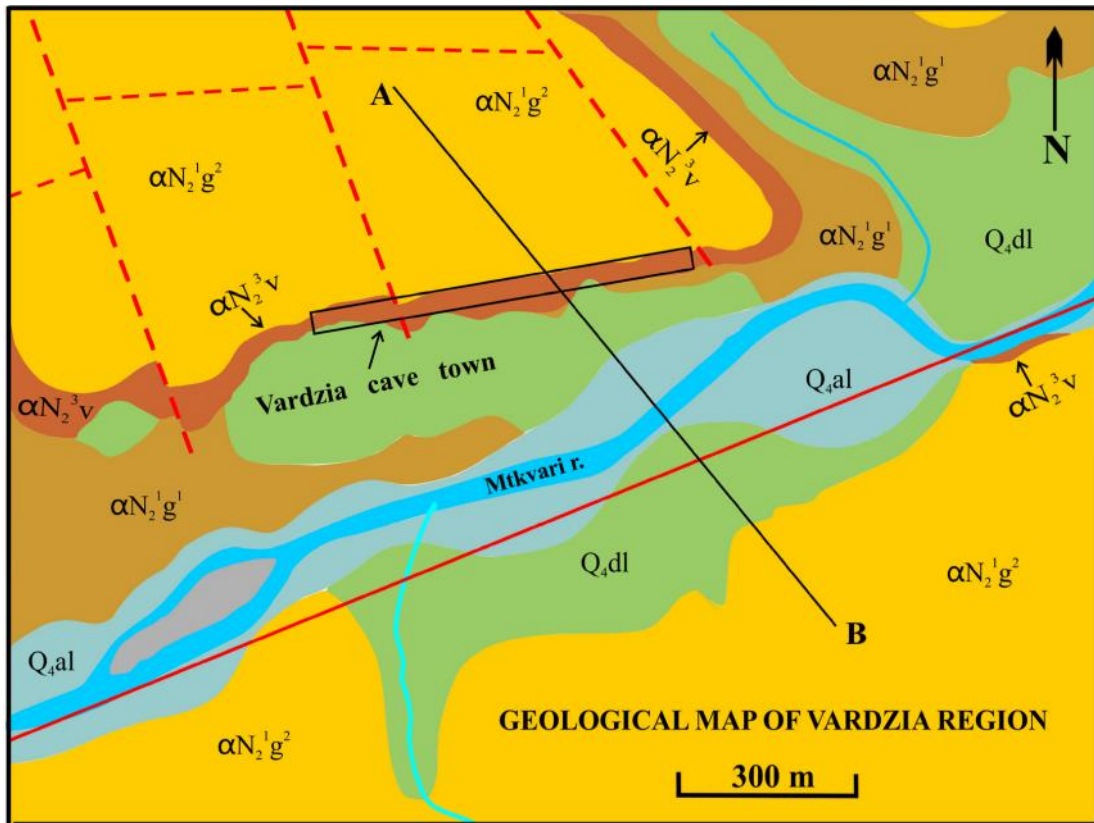 αN₂¹g¹
A
αN₂¹g²
N
αN₂³v
αN₂¹g²
αN₂¹g¹
Q₄dl
αN₂³v
Vardzia cave town
Q₄al
αN₂³v
αN₂³v
Mtkvari r.
αN₂¹g¹
Q₄dl
αN₂¹g²
B
Q₄al
GEOLOGICAL MAP OF VARDZIA REGION
αN₂¹g²
300 m